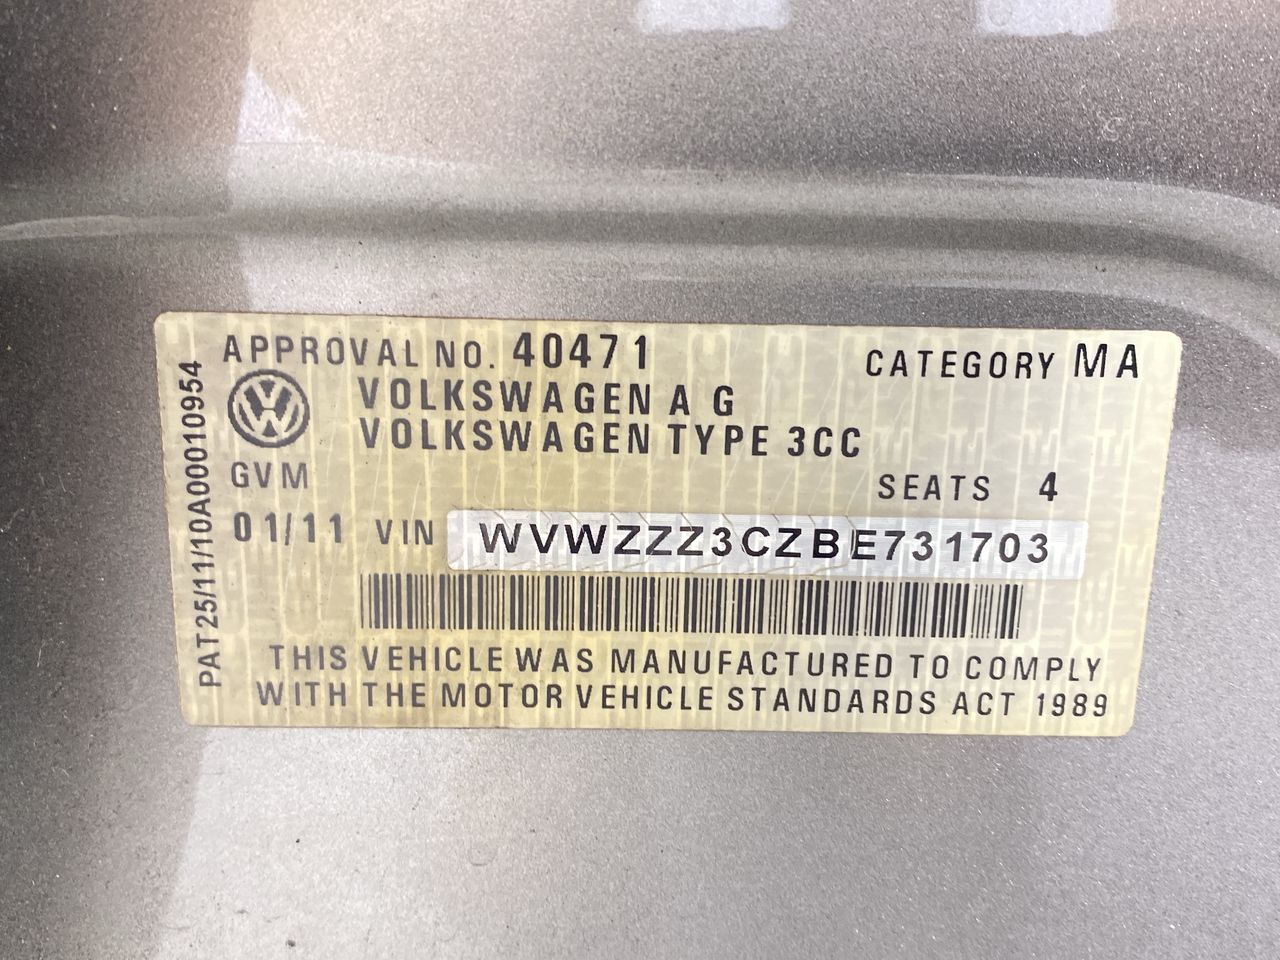 APPROVAL NO. 40471 CATEGORY MA
VOLKSWAGEN A G
VOLKSWAGEN TYPE 3CC
GVM SEATS 4
01/11 VIN WVWZZZ3CZBE731703
THIS VEHICLE WAS MANUFACTURED TO COMPLY
WITH THE MOTOR VEHICLE STANDARDS ACT 1989
PAT25/11/10A00010954